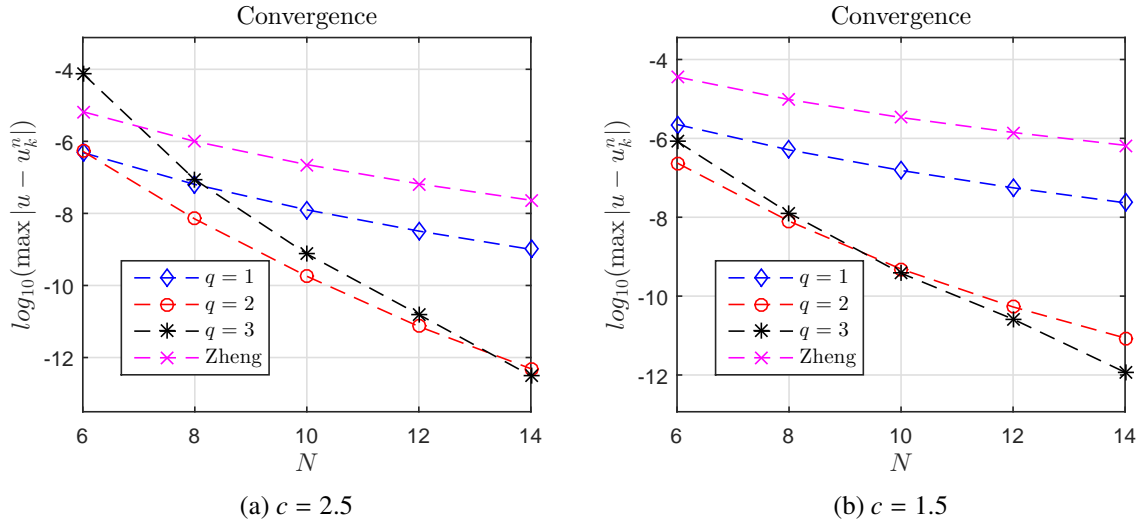 Convergence
log₁₀(max |u − uₖⁿ|)
-4
-6
-8
-10
-12
q = 1
q = 2
q = 3
Zheng
6 8 10 12 14
N
(a) c = 2.5
Convergence
log₁₀(max |u − uₖⁿ|)
-4
-6
-8
-10
-12
q = 1
q = 2
q = 3
Zheng
6 8 10 12 14
N
(b) c = 1.5